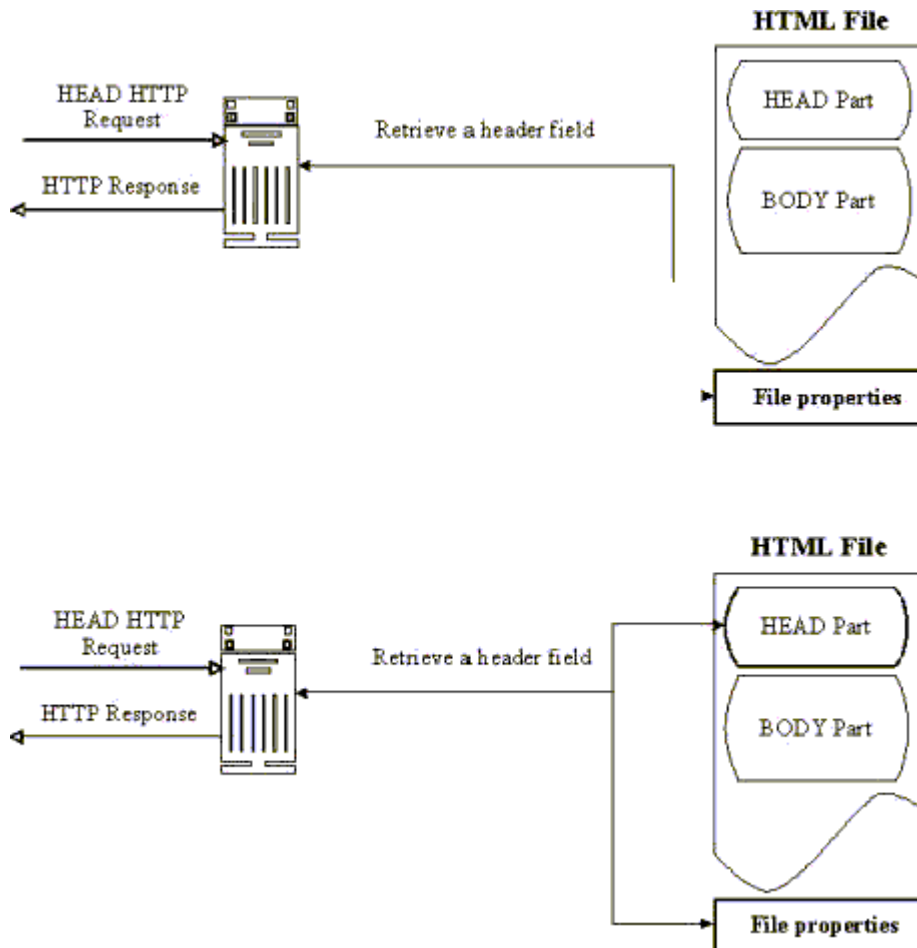 HTML File
HEAD HTTP
Request
HEAD Part
Retrieve a header field
HTTP Response
BODY Part
File properties
HTML File
HEAD HTTP
Request
HEAD Part
Retrieve a header field
HTTP Response
BODY Part
File properties